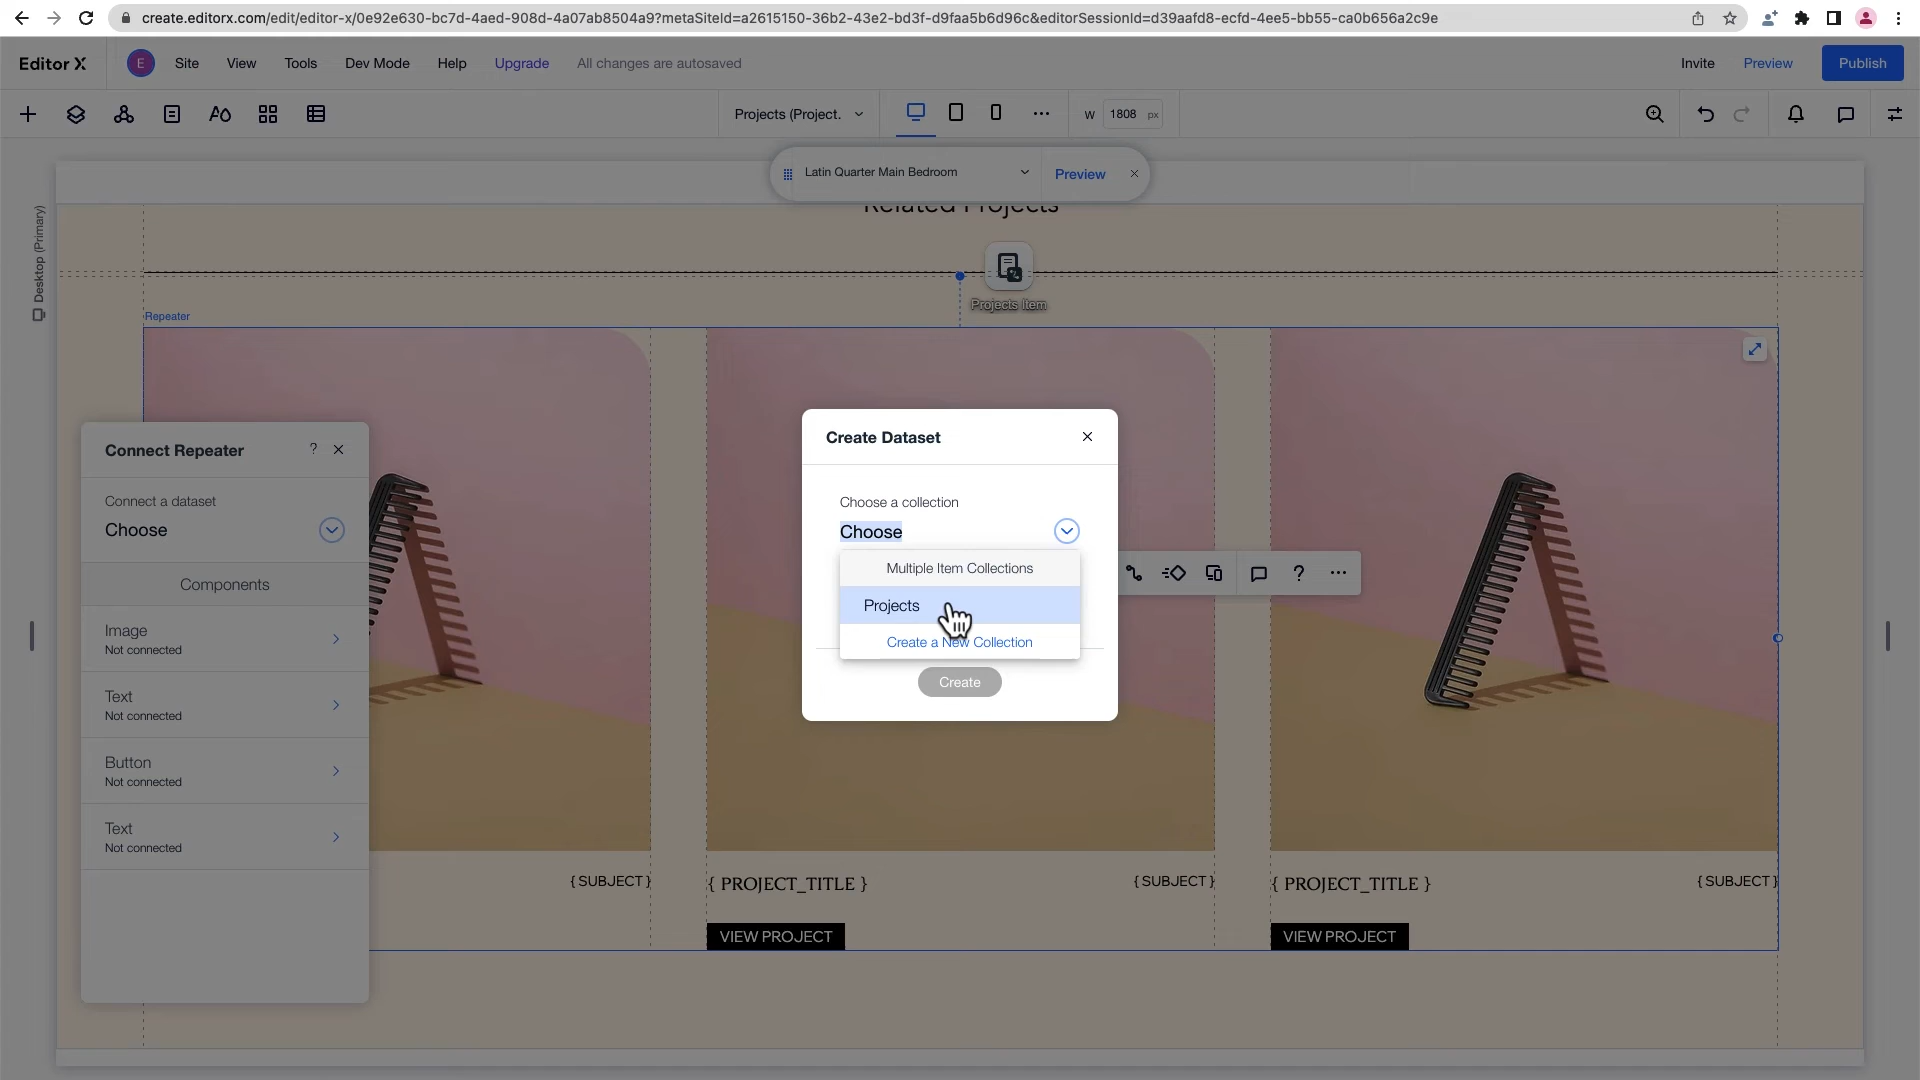 create.editorx.com/edit/editor-x/0e92e630-bc7d-4aed-908d-4a07ab8504a9?metaSiteId=a2615150-36b2-43e2-bd3f-d9faa5b6d96c&editorSessionId=d39aafd8-ecfd-4ee5-bb55-ca0b656a2c9e
Editor X
E
Site
View
Tools
Dev Mode
Help
Upgrade
All changes are autosaved
Invite
Preview
Publish
Projects (Project.
W
1808
px
Latin Quarter Main Bedroom
Preview
Related Projects
Desktop (Primary)
Projects Item
Repeater
Connect Repeater
?
Connect a dataset
Choose
Components
Image
Not connected
Text
Not connected
Button
Not connected
Text
Not connected
Create Dataset
Choose a collection
Choose
Multiple Item Collections
Projects
Create a New Collection
Create
?
{ SUBJECT }
{ PROJECT_TITLE }
{ SUBJECT }
{ PROJECT_TITLE }
{ SUBJECT }
VIEW PROJECT
VIEW PROJECT